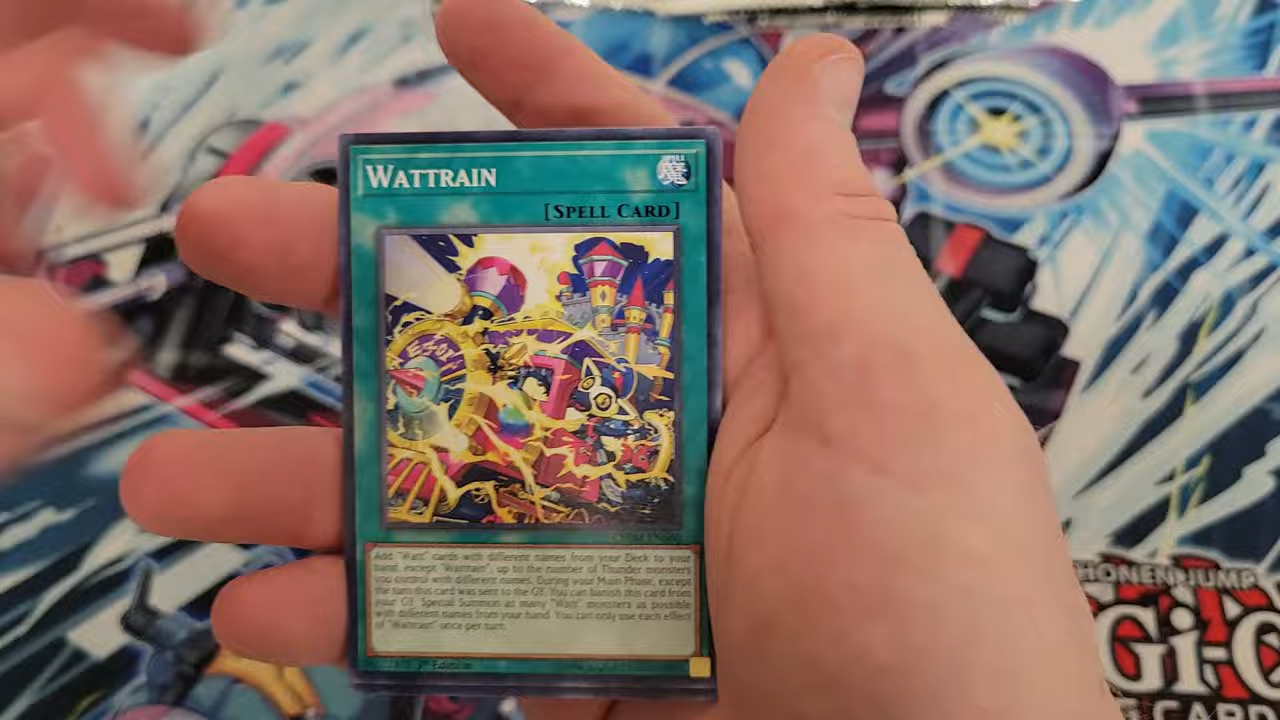 WATTRAIN
魔
[SPELL CARD]
Add "Watt" cards with different names from your Deck to your
hand, except "Wattrain", up to the number of Thunder monsters
you control with different names. During your Main Phase, except
the turn this card was sent to the GY: You can banish this card from
your GY; Special Summon as many "Watt" monsters as possible
with different names from your hand. You can only use each effect
of "Wattrain" once per turn.
1st Edition
SHONEN JUMP
Gi-O
CARD